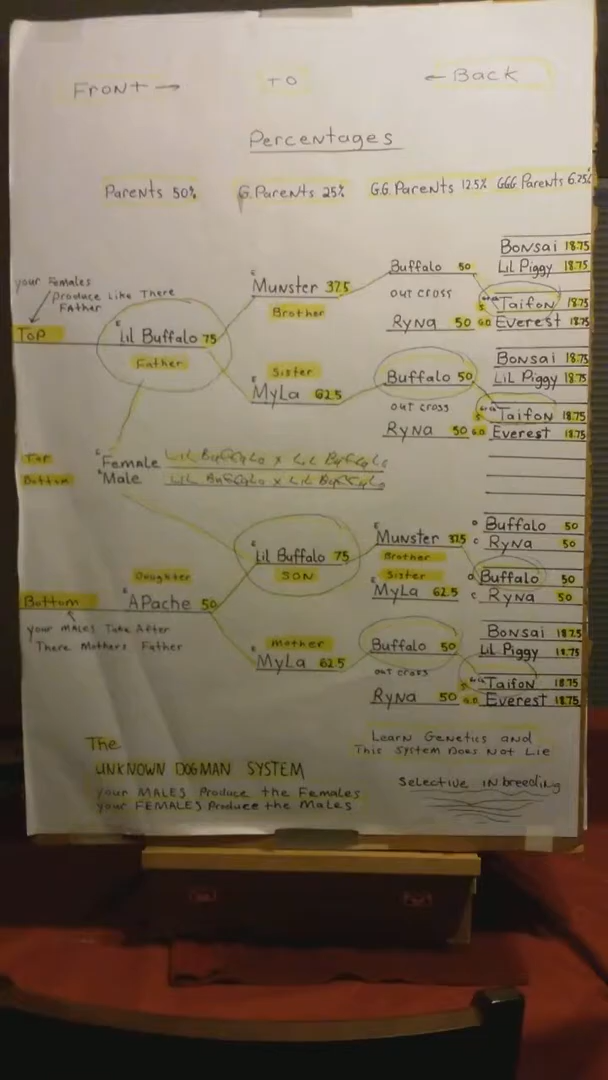 Front → TO ← Back
Percentages
Parents 50% G.Parents 25% G.G. Parents 12.5% GGG Parents 6.25%
Bonsai 18.75
Lil Piggy 18.75
Buffalo 50
Munster 37.5
out cross
Brother
Taifon 18.75
Ryna 50 Everest 18.75
your Females
Produce Like There
Father
Top
Lil Buffalo 75
Father
Bonsai 18.75
Sister
Buffalo 50 LiL Piggy 18.75
MyLa 62.5
out cross
Taifon 18.75
Ryna 50 Everest 18.75
Top Female Lil Buffalo x Lil Buffalo
Bottom Male Lil Buffalo x Lil Buffalo
Buffalo 50
Munster 37.5 Ryna 50
Lil Buffalo 75 Brother
Daughter SON Sister Buffalo 50
MyLa 62.5 Ryna 50
Bottom APache 50
your MALES Take After
There Mothers Father
Bonsai 18.75
Mother Buffalo 50 Lil Piggy 18.75
MyLa 62.5
out cross
Taifon 18.75
Ryna 50 Everest 18.75
Learn Genetics and
This System Does Not Lie
The
UNKNOWN DOGMAN SYSTEM
Selective INbreeding
your MALES Produce the Females
your FEMALES Produce the Males